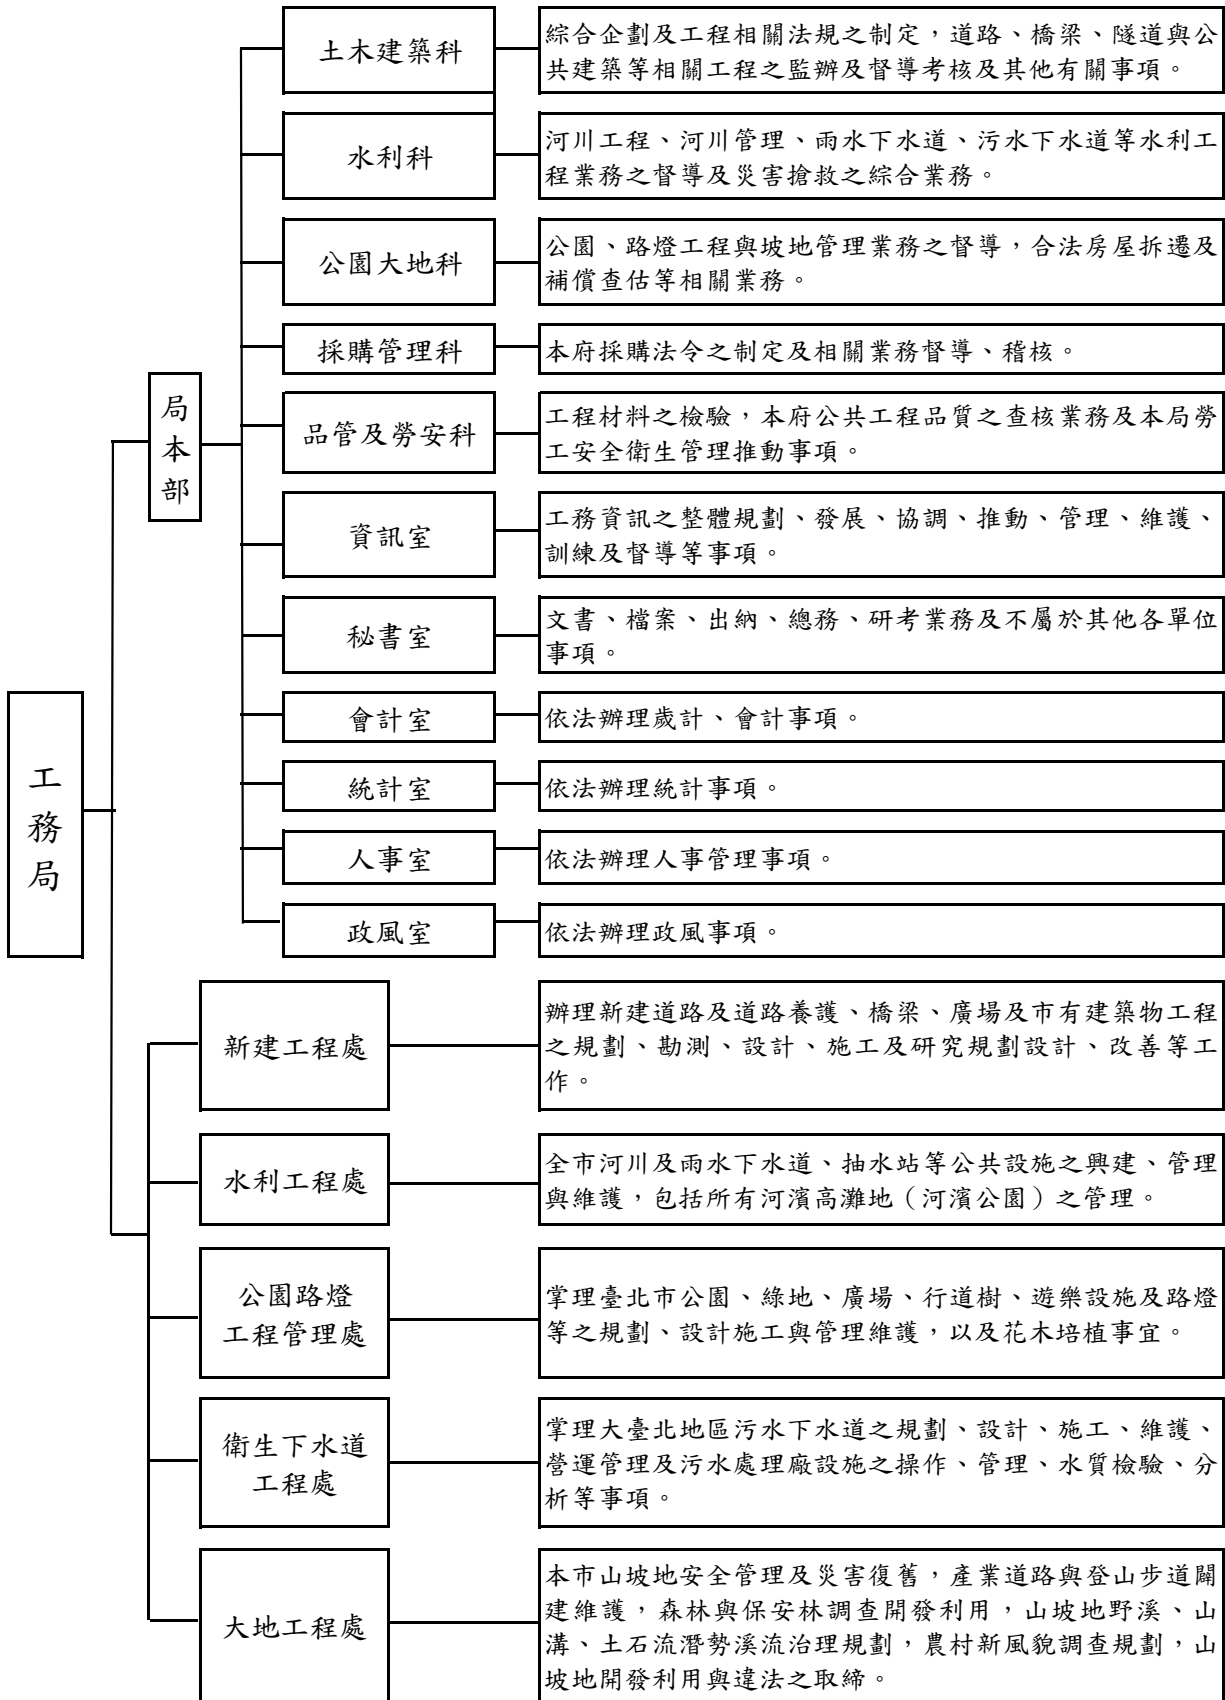 土木建築科
綜合企劃及工程相關法規之制定，道路、橋梁、隧道與公
共建築等相關工程之監辦及督導考核及其他有關事項。
水利科
河川工程、河川管理、雨水下水道、污水下水道等水利工
程業務之督導及災害搶救之綜合業務。
公園大地科
公園、路燈工程與坡地管理業務之督導，合法房屋拆遷及
補償查估等相關業務。
採購管理科
本府採購法令之制定及相關業務督導、稽核。
局
本
部
品管及勞安科
工程材料之檢驗，本府公共工程品質之查核業務及本局勞
工安全衛生管理推動事項。
資訊室
工務資訊之整體規劃、發展、協調、推動、管理、維護、
訓練及督導等事項。
秘書室
文書、檔案、出納、總務、研考業務及不屬於其他各單位
事項。
會計室
依法辦理歲計、會計事項。
工
務
局
統計室
依法辦理統計事項。
人事室
依法辦理人事管理事項。
政風室
依法辦理政風事項。
新建工程處
辦理新建道路及道路養護、橋梁、廣場及市有建築物工程
之規劃、勘測、設計、施工及研究規劃設計、改善等工
作。
水利工程處
全市河川及雨水下水道、抽水站等公共設施之興建、管理
與維護，包括所有河濱高灘地（河濱公園）之管理。
公園路燈
工程管理處
掌理臺北市公園、綠地、廣場、行道樹、遊樂設施及路燈
等之規劃、設計施工與管理維護，以及花木培植事宜。
衛生下水道
工程處
掌理大臺北地區污水下水道之規劃、設計、施工、維護、
營運管理及污水處理廠設施之操作、管理、水質檢驗、分
析等事項。
大地工程處
本市山坡地安全管理及災害復舊，產業道路與登山步道闢
建維護，森林與保安林調查開發利用，山坡地野溪、山
溝、土石流潛勢溪流治理規劃，農村新風貌調查規劃，山
坡地開發利用與違法之取締。